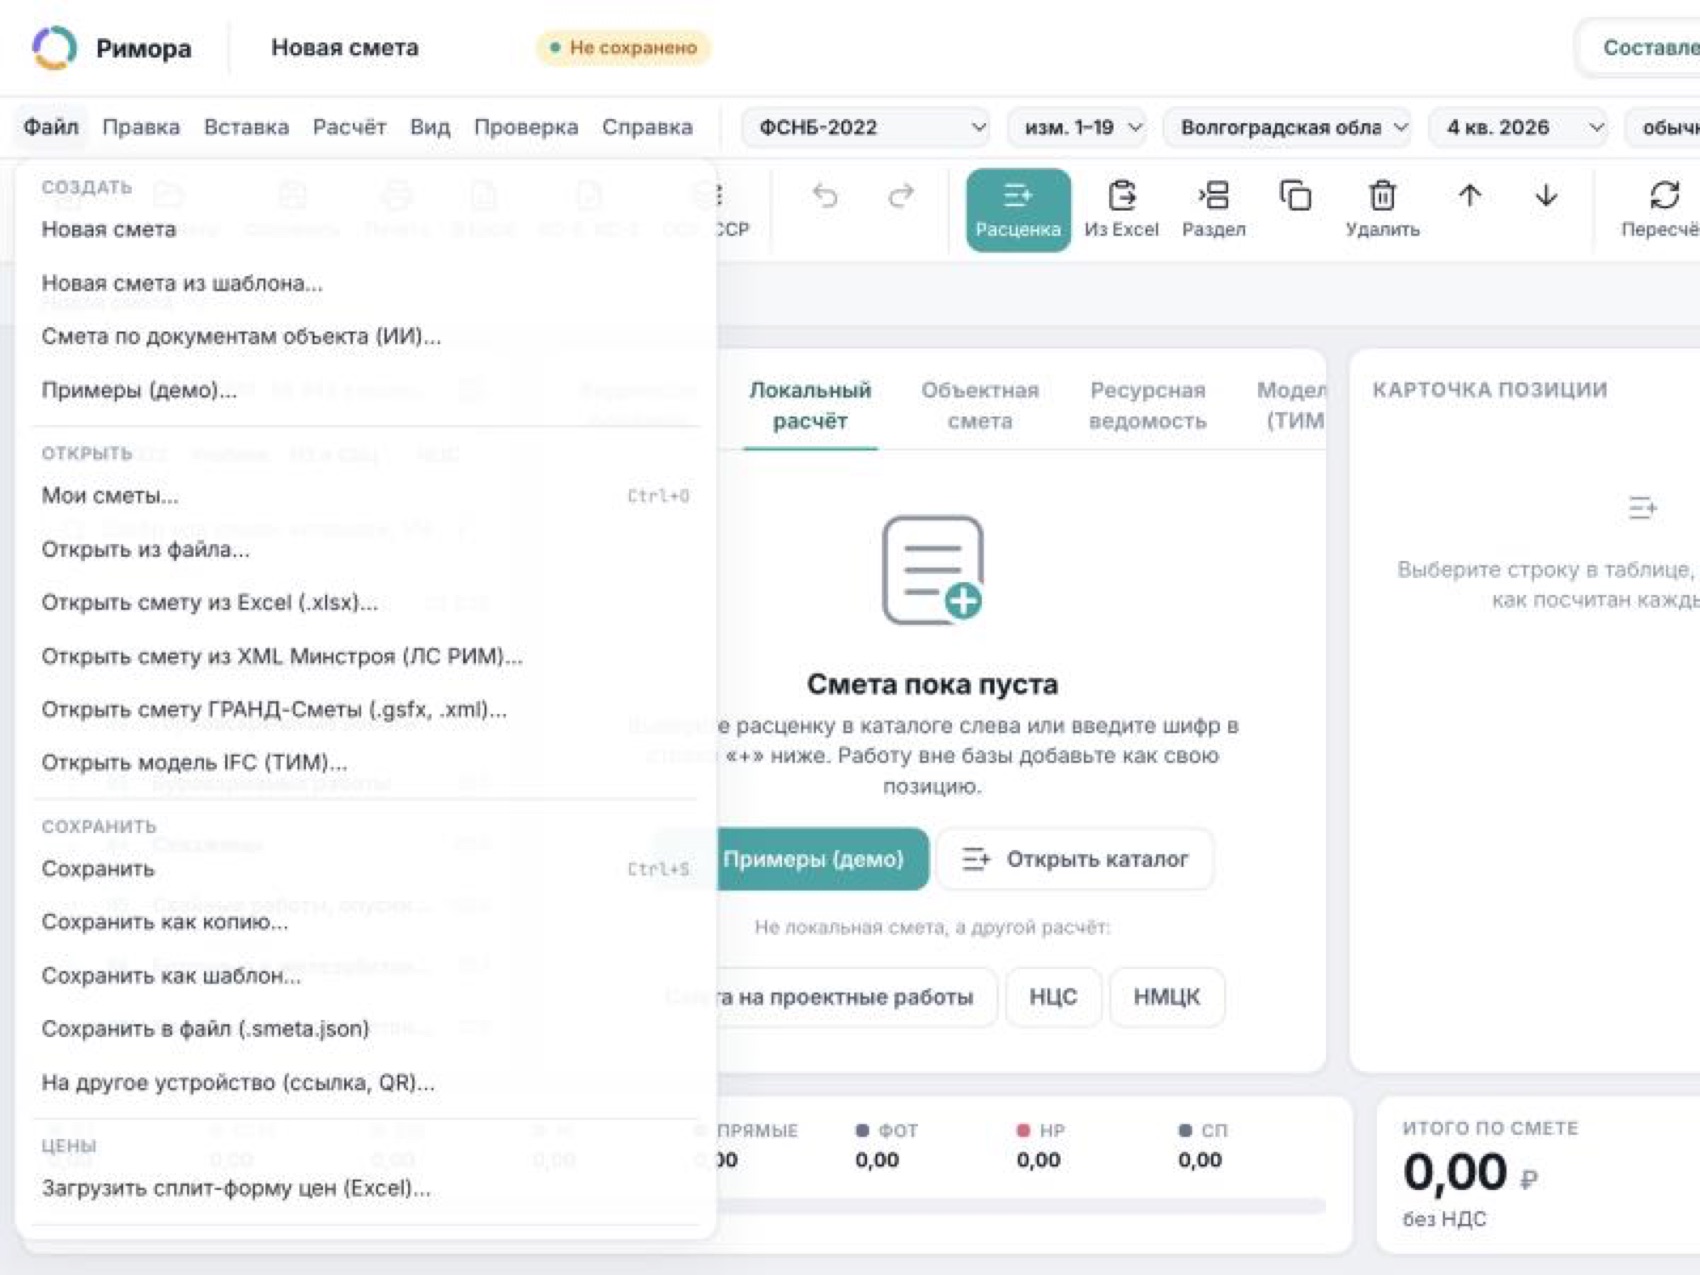 Римора
Новая смета
Не сохранено
Составле
Файл Правка Вставка Расчёт Вид Проверка Справка
ФСНБ-2022
изм. 1–19
Волгоградская обла
4 кв. 2026
обычн
СОЗДАТЬ
Новая смета
Новая смета из шаблона...
Смета по документам объекта (ИИ)...
Примеры (демо)...
ОТКРЫТЬ
Мои сметы... Ctrl+O
Открыть из файла...
Открыть смету из Excel (.xlsx)...
Открыть смету из XML Минстроя (ЛС РИМ)...
Открыть смету ГРАНД-Сметы (.gsfx, .xml)...
Открыть модель IFC (ТИМ)...
СОХРАНИТЬ
Сохранить Ctrl+S
Сохранить как копию...
Сохранить как шаблон...
Сохранить в файл (.smeta.json)
На другое устройство (ссылка, QR)...
ЦЕНЫ
Загрузить сплит-форму цен (Excel)...
ССР
Расценка
Из Excel
Раздел
Удалить
Пересчё
Локальный
расчёт
Объектная
смета
Ресурсная
ведомость
Модел
(ТИМ
Смета пока пуста
е расценку в каталоге слева или введите шифр в
«+» ниже. Работу вне базы добавьте как свою
позицию.
Примеры (демо)
Открыть каталог
Не локальная смета, а другой расчёт:
та на проектные работы
НЦС
НМЦК
КАРТОЧКА ПОЗИЦИИ
Выберите строку в таблице,
как посчитан кажды
ПРЯМЫЕ ФОТ НР СП
00 0,00 0,00 0,00
ИТОГО ПО СМЕТЕ
0,00 ₽
без НДС